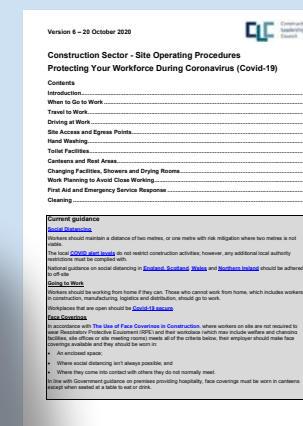 Version 6 – 20 October 2020
CLC Construction
Leadership
Council
Construction Sector - Site Operating Procedures
Protecting Your Workforce During Coronavirus (Covid-19)
Contents
Introduction
When to Go to Work
Travel to Work
Driving at Work
Site Access and Egress Points
Hand Washing
Toilet Facilities
Canteens and Rest Areas
Changing Facilities, Showers and Drying Rooms
Work Planning to Avoid Close Working
First Aid and Emergency Service Response
Cleaning
Current guidance
Social Distancing
Workers should maintain a distance of two metres, or one metre with risk mitigation where two metres is not
viable.
The local COVID alert levels do not restrict construction activities; however, any additional local authority
restrictions must be complied with.
National guidance on social distancing in England, Scotland, Wales and Northern Ireland should be adhered
to off-site
Going to Work
Workers should be working from home if they can. Those who cannot work from home, which includes workers
in construction, manufacturing, logistics and distribution, should go to work.
Workplaces that are open should be Covid-19 secure.
Face Coverings
In accordance with The Use of Face Coverings in Construction, where workers on site are not required to
wear Respiratory Protective Equipment (RPE) and their workplace (which may include welfare and changing
facilities, site offices or site meeting rooms) meets all of the criteria below, their employer should make face
coverings available and they should be worn in:
• An enclosed space;
• Where social distancing isn't always possible; and
• Where they come into contact with others they do not normally meet.
In line with Government guidance on premises providing hospitality, face coverings must be worn in canteens
except when seated at a table to eat or drink.